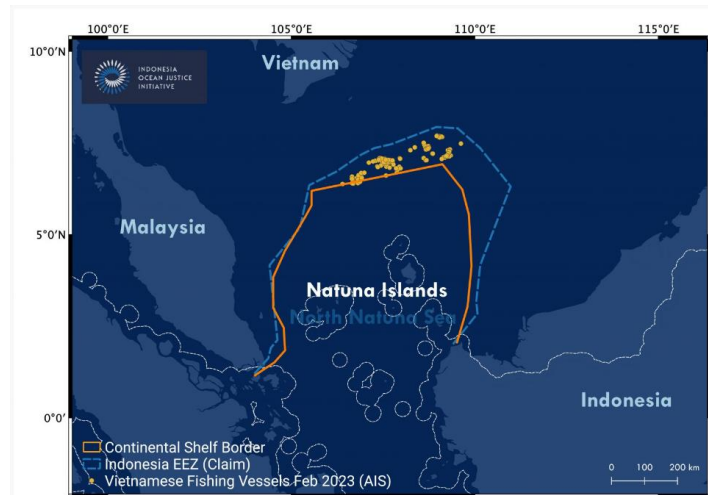 100°0′ 105°0′ 110°0′ 115°0′
10°0′N
INDONESIA
OCEAN JUSTICE
INITIATIVE
Vietnam
Malaysia
5°0′N
Natuna Islands
North Natuna Sea
Indonesia
0°0′
Continental Shelf Border
Indonesia EEZ (Claim)
Vietnamese Fishing Vessels Feb 2023 (AIS)
0 100 200 km